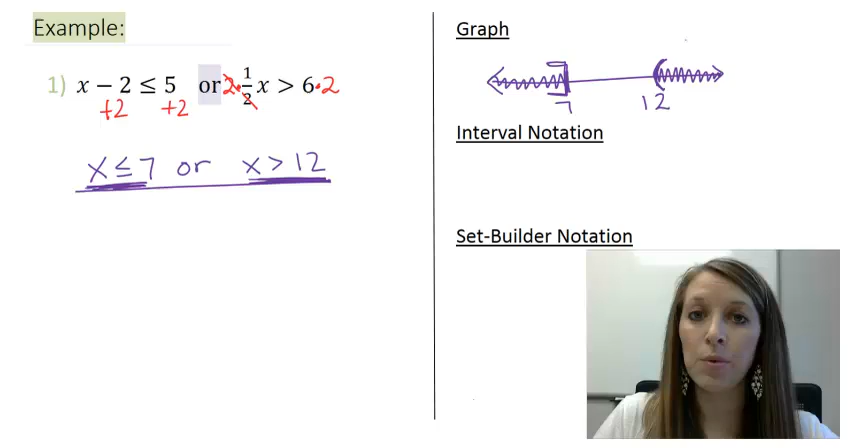 Example:
1) x − 2 ≤ 5 or 2·½x > 6·2
+2 +2
x ≤ 7 or x > 12
Graph
7 12
Interval Notation
Set-Builder Notation